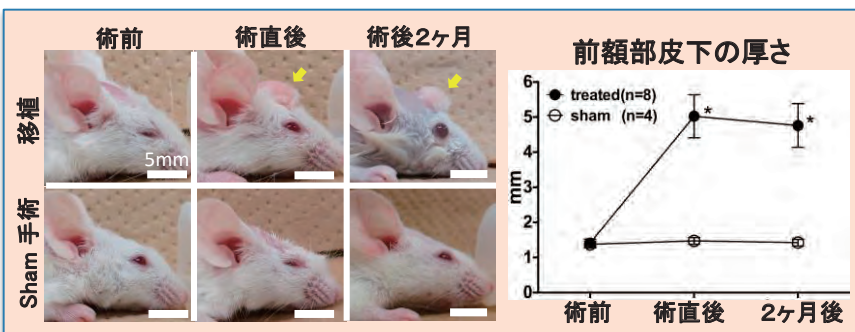 術前
術直後
術後2ヶ月
移植
5mm
Sham 手術
前額部皮下の厚さ
6
5
4
3
2
1
0
mm
treated(n=8)
sham (n=4)
*
*
術前
術直後
2ヶ月後